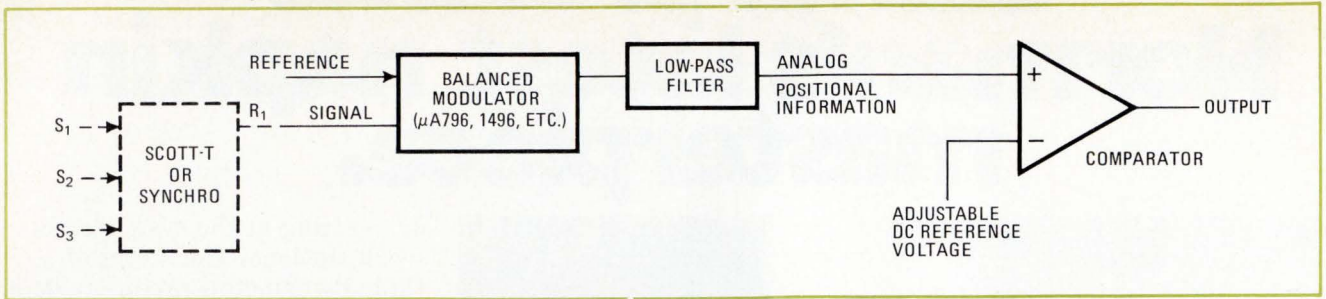 REFERENCE
S₁
S₂
S₃
SCOTT-T
OR
SYNCHRO
R₁
SIGNAL
BALANCED
MODULATOR
(μA796, 1496, ETC.)
LOW-PASS
FILTER
ANALOG
POSITIONAL
INFORMATION
+
−
COMPARATOR
OUTPUT
ADJUSTABLE
DC REFERENCE
VOLTAGE